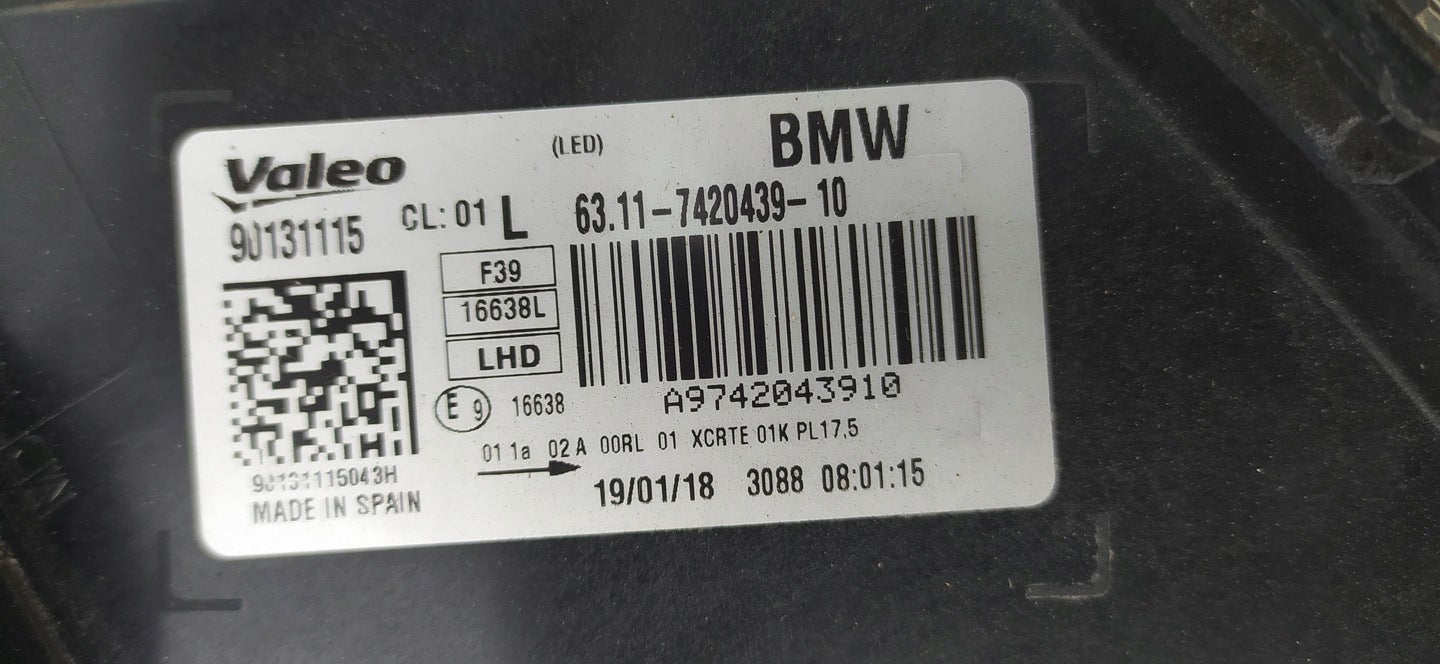 Valeo
(LED)
BMW
90131115
CL: 01 L
63.11-7420439-10
F39
16638L
LHD
A9742043910
E 9 16638
01 1a 02 A 00RL 01 XCRTE 01K PL17,5
90131115043H
MADE IN SPAIN
19/01/18 3088 08:01:15